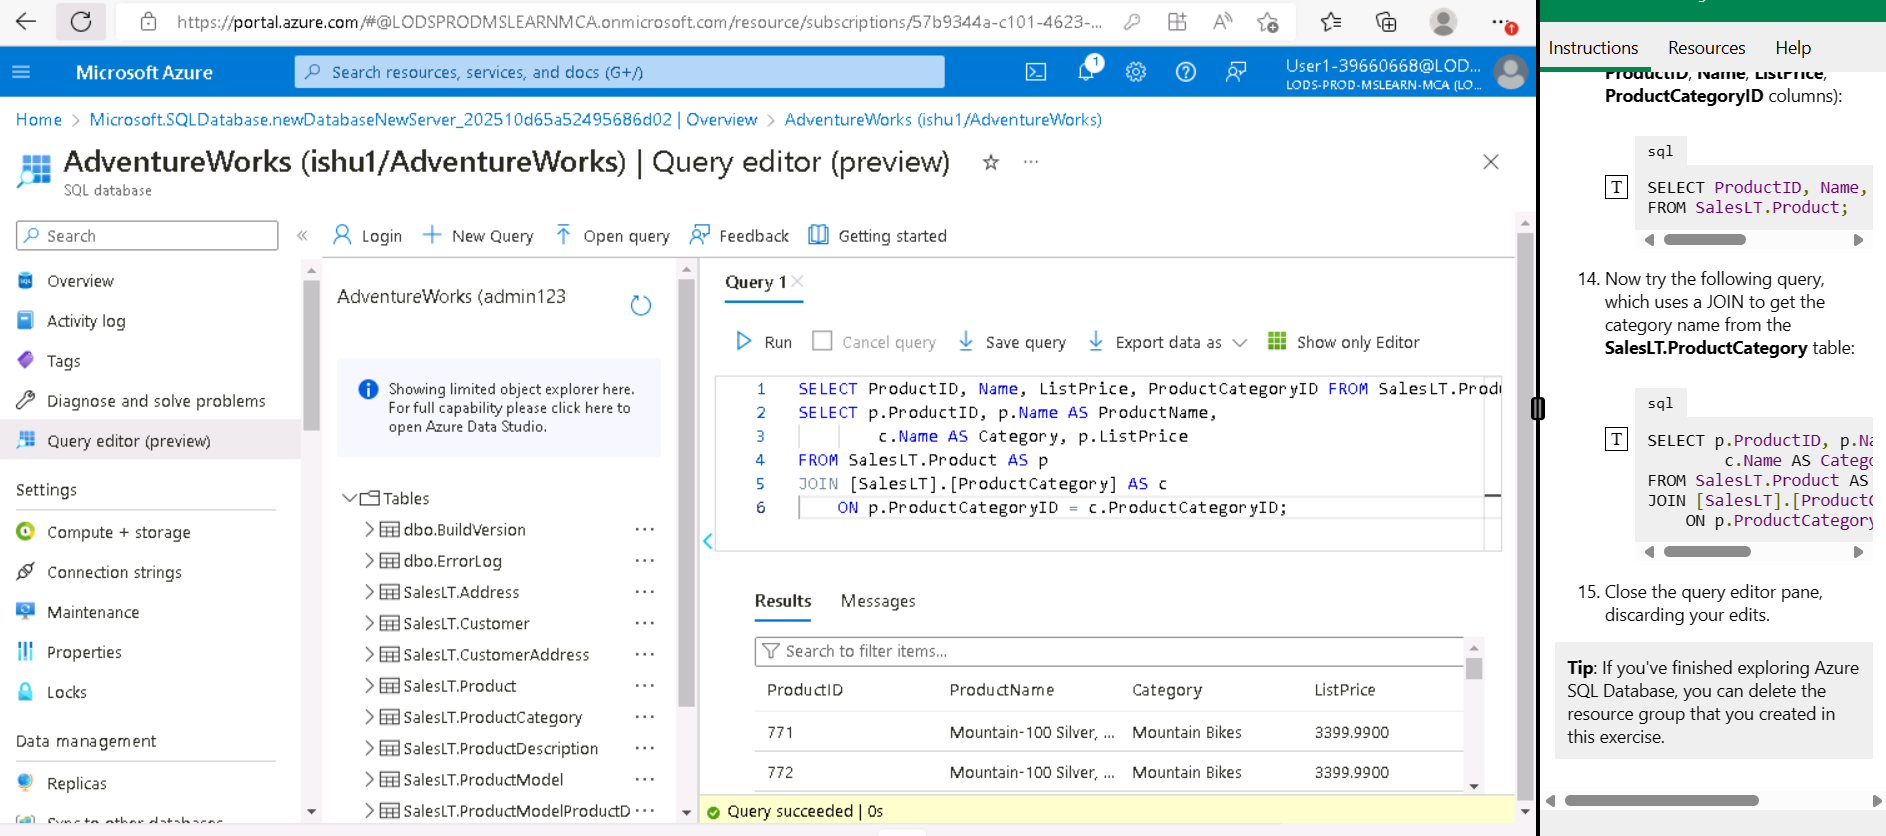 https://portal.azure.com/#@LODSPRODMSLEARNMCA.onmicrosoft.com/resource/subscriptions/57b9344a-c101-4623-...
Microsoft Azure
Search resources, services, and docs (G+/)
1
User1-39660668@LOD...
LODS-PROD-MSLEARN-MCA (LO...
Home > Microsoft.SQLDatabase.newDatabaseNewServer_202510d65a52495686d02 | Overview > AdventureWorks (ishu1/AdventureWorks)
AdventureWorks (ishu1/AdventureWorks) | Query editor (preview)
SQL database
Search
Overview
Activity log
Tags
Diagnose and solve problems
Query editor (preview)
Settings
Compute + storage
Connection strings
Maintenance
Properties
Locks
Data management
Replicas
Sync to other databases
Login
New Query
Open query
Feedback
Getting started
AdventureWorks (admin123
Showing limited object explorer here.
For full capability please click here to
open Azure Data Studio.
Tables
dbo.BuildVersion
dbo.ErrorLog
SalesLT.Address
SalesLT.Customer
SalesLT.CustomerAddress
SalesLT.Product
SalesLT.ProductCategory
SalesLT.ProductDescription
SalesLT.ProductModel
SalesLT.ProductModelProductD
Query 1
Run
Cancel query
Save query
Export data as
Show only Editor
1 SELECT ProductID, Name, ListPrice, ProductCategoryID FROM SalesLT.Produ
2 SELECT p.ProductID, p.Name AS ProductName,
3 c.Name AS Category, p.ListPrice
4 FROM SalesLT.Product AS p
5 JOIN [SalesLT].[ProductCategory] AS c
6 ON p.ProductCategoryID = c.ProductCategoryID;
Results Messages
Search to filter items...
ProductID ProductName Category ListPrice
771 Mountain-100 Silver, ... Mountain Bikes 3399.9900
772 Mountain-100 Silver, ... Mountain Bikes 3399.9900
Query succeeded | 0s
Instructions Resources Help
ProductID, Name, ListPrice,
ProductCategoryID columns):
sql
T
SELECT ProductID, Name,
FROM SalesLT.Product;
14. Now try the following query,
which uses a JOIN to get the
category name from the
SalesLT.ProductCategory table:
sql
T
SELECT p.ProductID, p.Na
c.Name AS Catego
FROM SalesLT.Product AS
JOIN [SalesLT].[ProductC
ON p.ProductCategory
15. Close the query editor pane,
discarding your edits.
Tip: If you've finished exploring Azure
SQL Database, you can delete the
resource group that you created in
this exercise.